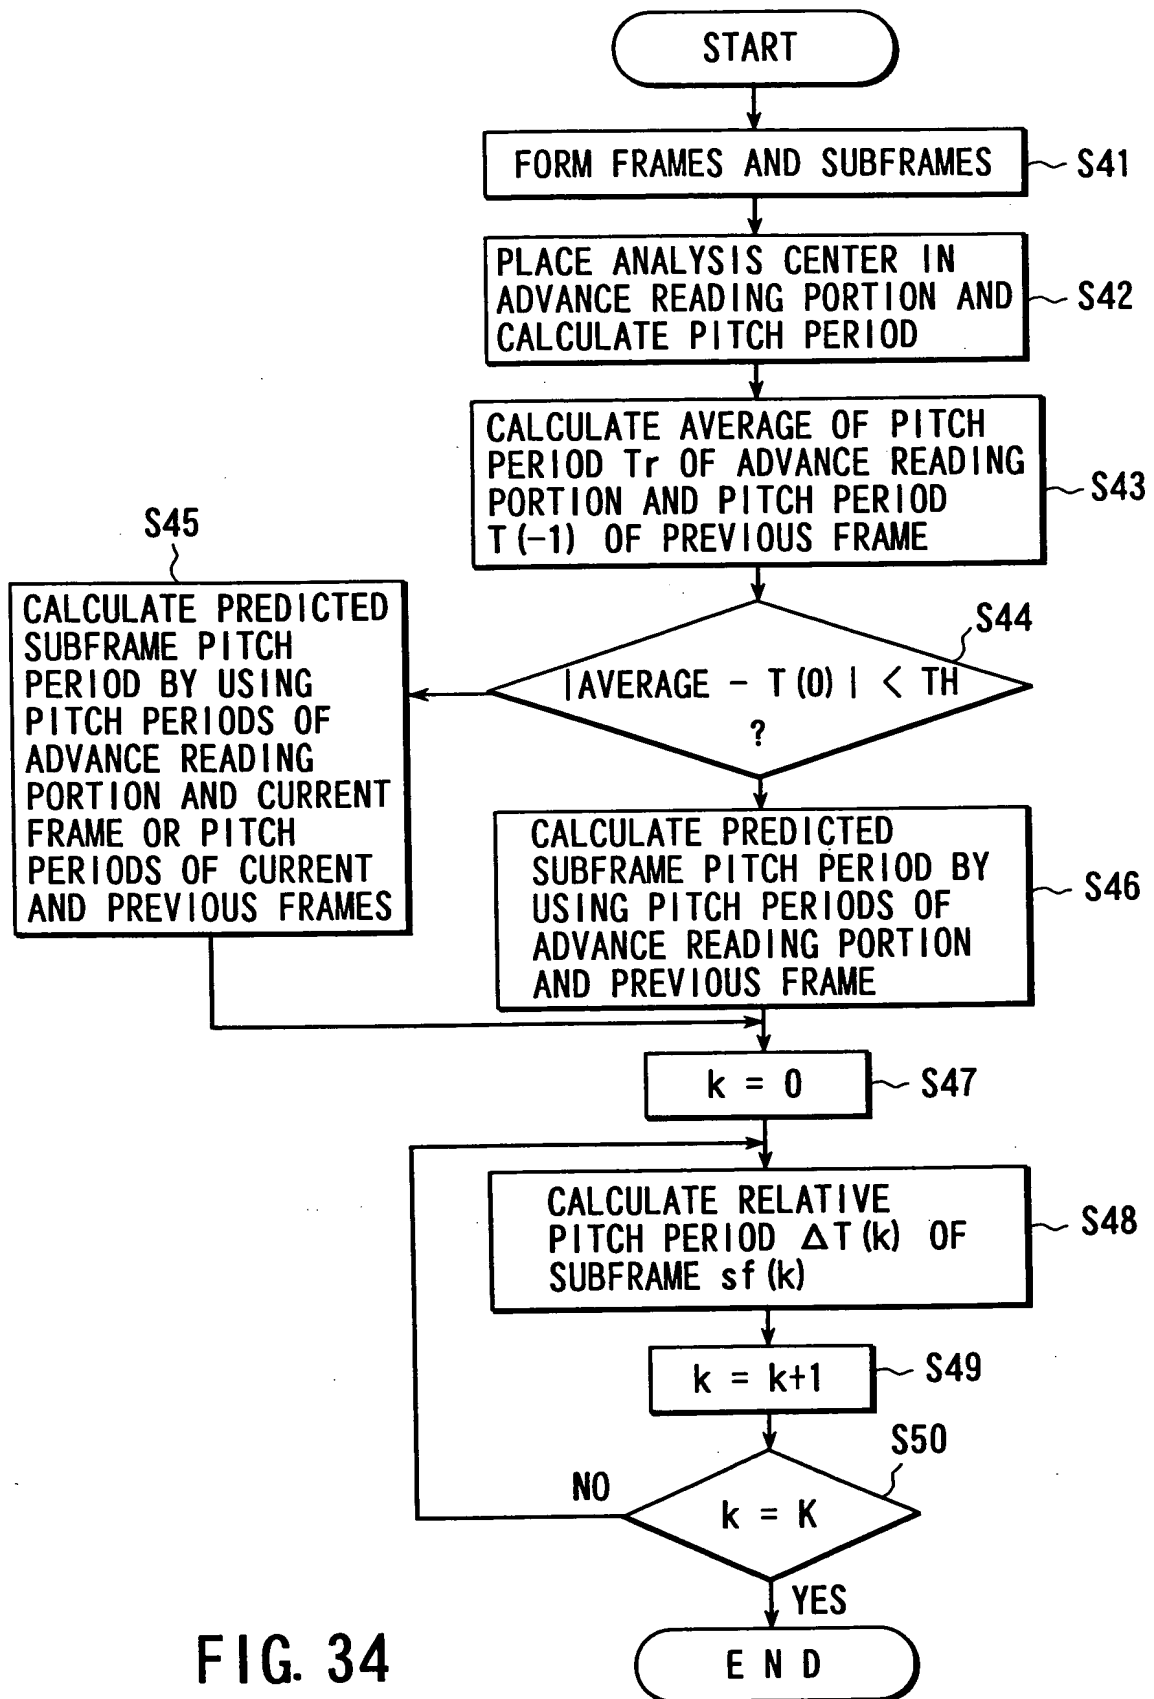 START
FORM FRAMES AND SUBFRAMES
S41
PLACE ANALYSIS CENTER IN
ADVANCE READING PORTION AND
CALCULATE PITCH PERIOD
S42
CALCULATE AVERAGE OF PITCH
PERIOD Tr OF ADVANCE READING
PORTION AND PITCH PERIOD
T(-1) OF PREVIOUS FRAME
S43
S44
|AVERAGE - T(0)| < TH
?
S45
CALCULATE PREDICTED
SUBFRAME PITCH
PERIOD BY USING
PITCH PERIODS OF
ADVANCE READING
PORTION AND CURRENT
FRAME OR PITCH
PERIODS OF CURRENT
AND PREVIOUS FRAMES
CALCULATE PREDICTED
SUBFRAME PITCH PERIOD BY
USING PITCH PERIODS OF
ADVANCE READING PORTION
AND PREVIOUS FRAME
S46
k = 0
S47
CALCULATE RELATIVE
PITCH PERIOD ΔT(k) OF
SUBFRAME sf(k)
S48
k = k+1
S49
S50
k = K
NO
YES
END
FIG. 34